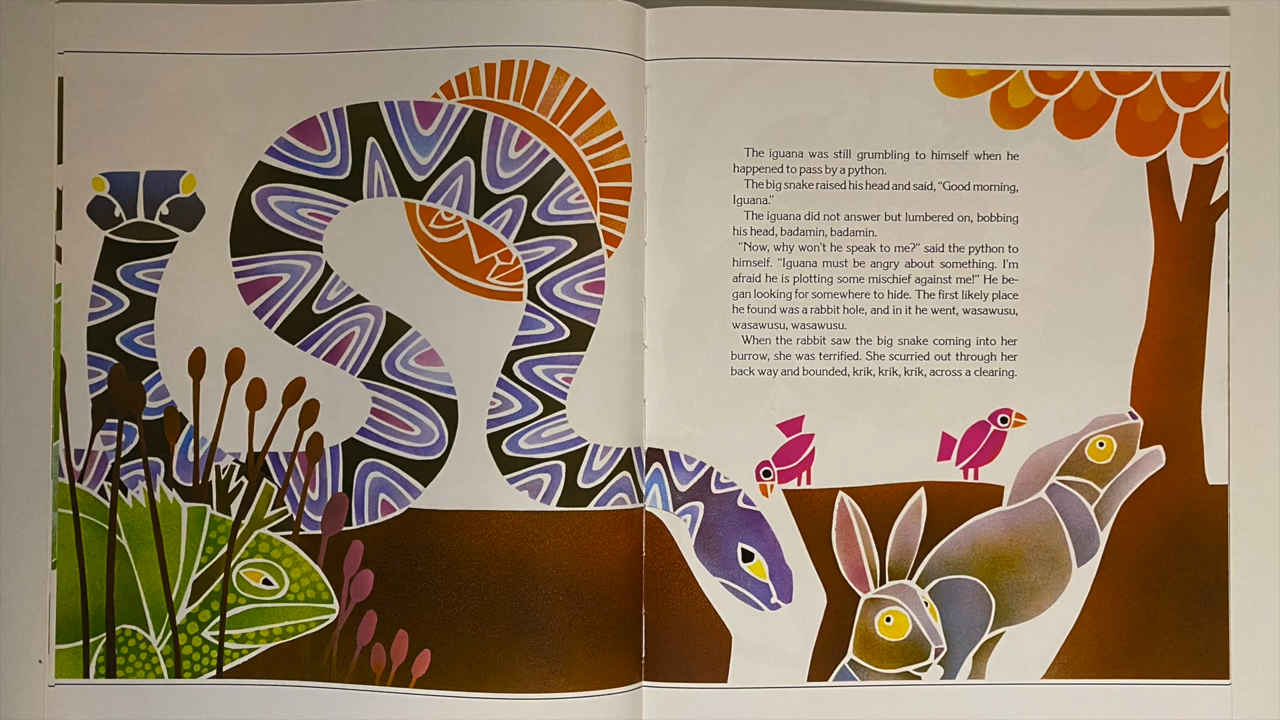 The iguana was still grumbling to himself when he
happened to pass by a python.
The big snake raised his head and said, “Good morning,
Iguana.”
The iguana did not answer but lumbered on, bobbing
his head, badamin, badamin.
“Now, why won’t he speak to me?” said the python to
himself. “Iguana must be angry about something. I’m
afraid he is plotting some mischief against me!” He be-
gan looking for somewhere to hide. The first likely place
he found was a rabbit hole, and in it he went, wasawusu,
wasawusu, wasawusu.
When the rabbit saw the big snake coming into her
burrow, she was terrified. She scurried out through her
back way and bounded, krik, krik, krik, across a clearing.